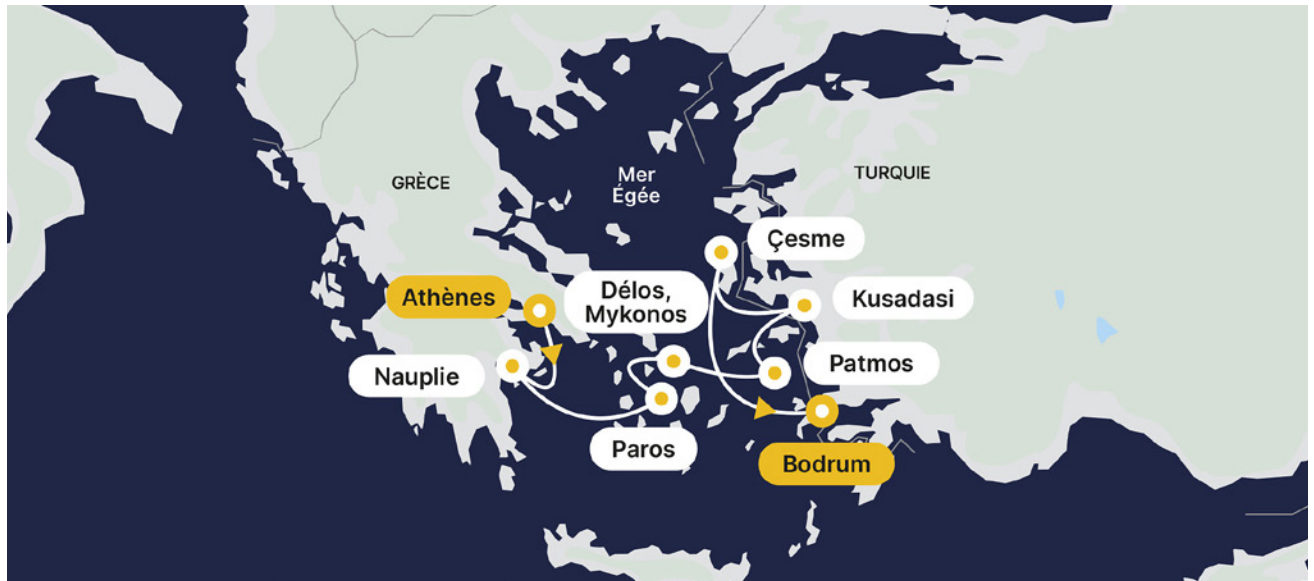 GRÈCE
Mer
Égée
TURQUIE
Çesme
Athènes
Délos,
Mykonos
Kusadasi
Nauplie
Patmos
Paros
Bodrum